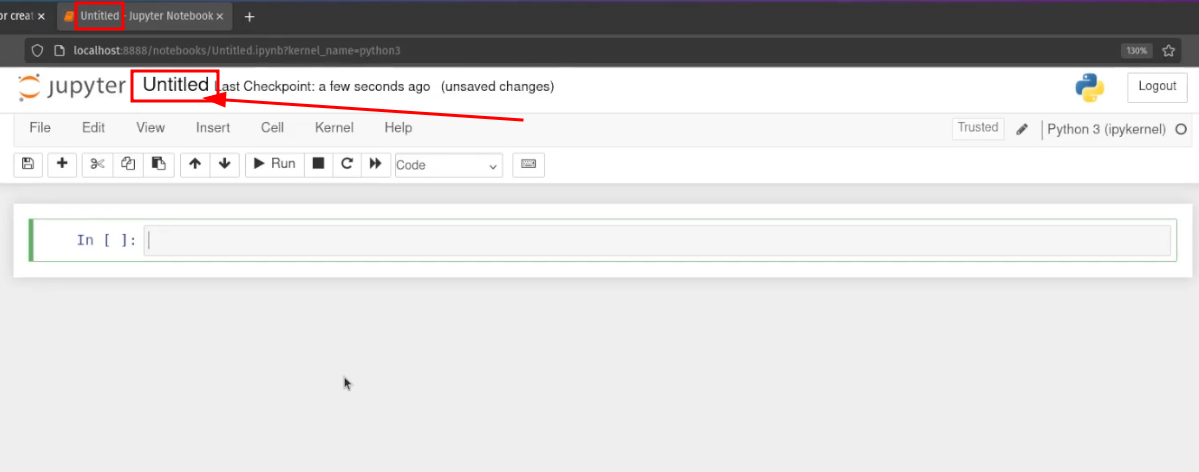 or creat × Untitled - Jupyter Notebook × +
localhost:8888/notebooks/Untitled.ipynb?kernel_name=python3 130%
jupyter Untitled Last Checkpoint: a few seconds ago (unsaved changes) Logout
File Edit View Insert Cell Kernel Help Trusted Python 3 (ipykernel)
Run Code
In [ ]: